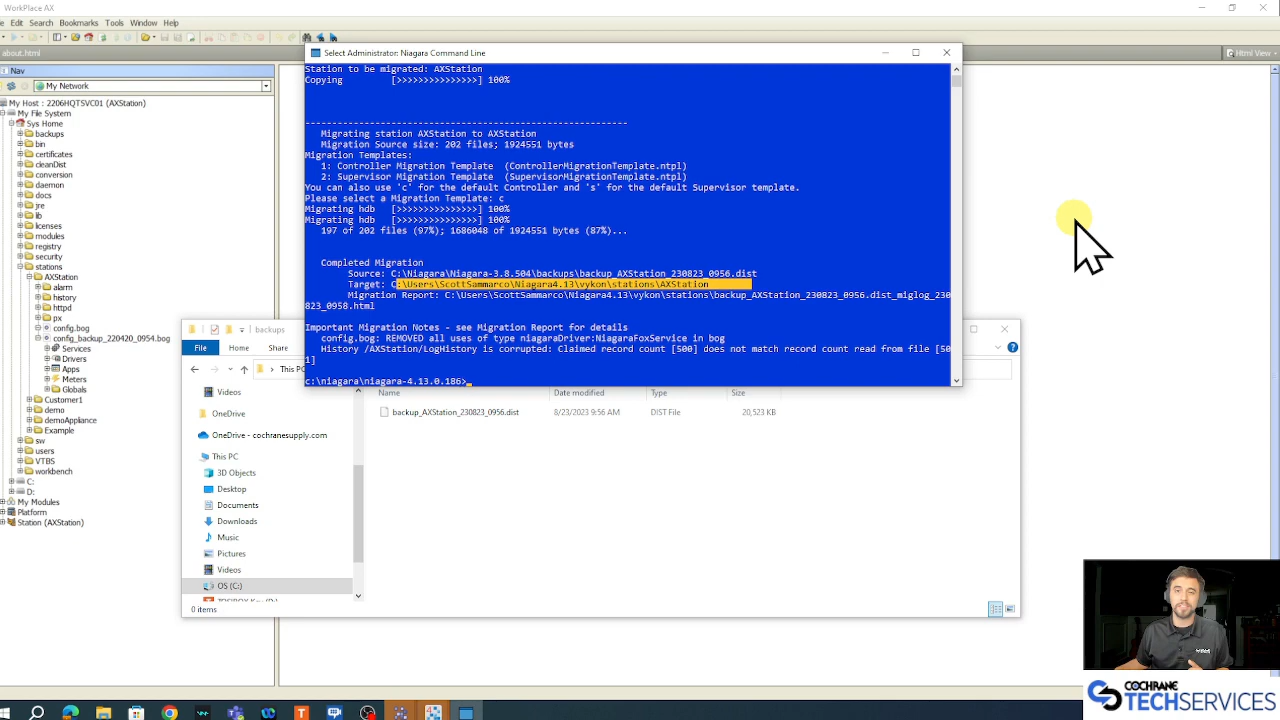 WorkPlace AX
Edit Search Bookmarks Tools Window Help
about.html
Html View
Nav
My Network
My Host : 2206HQTSVC01 (AXStation)
My File System
Sys Home
backups
bin
certificates
cleanDist
conversion
daemon
docs
jre
lib
licenses
modules
registry
security
stations
AXStation
alarm
history
httpd
px
config.bog
config_backup_220420_0954.bog
Services
Drivers
Apps
Meters
Globals
Customer1
demo
demoAppliance
Example
sw
users
VTBS
workbench
C:
D:
My Modules
Platform
Station (AXStation)
Select Administrator: Niagara Command Line
Station to be migrated: AXStation
Copying [>>>>>>>>>>>>>>>] 100%
------------------------------------------------------------
Migrating station AXStation to AXStation
Migration Source size: 202 files; 1924551 bytes
Migration Templates:
1: Controller Migration Template (ControllerMigrationTemplate.ntpl)
2: Supervisor Migration Template (SupervisorMigrationTemplate.ntpl)
You can also use 'c' for the default Controller and 's' for the default Supervisor template.
Please select a Migration Template: c
Migrating hdb [>>>>>>>>>>>>>>>] 100%
Migrating hdb [>>>>>>>>>>>>>>>] 100%
197 of 202 files (97%); 1686048 of 1924551 bytes (87%)...
Completed Migration
Source: C:\Niagara\Niagara-3.8.504\backups\backup_AXStation_230823_0956.dist
Target: C:\Users\ScottSammarco\Niagara4.13\vykon\stations\AXStation
Migration Report: C:\Users\ScottSammarco\Niagara4.13\vykon\stations\backup_AXStation_230823_0956.dist_miglog_230
823_0958.html
Important Migration Notes - see Migration Report for details
config.bog: REMOVED all uses of type niagaraDriver:NiagaraFoxService in bog
History /AXStation/LogHistory is corrupted: Claimed record count [500] does not match record count read from file [50
1]
c:\niagara\niagara-4.13.0.186>
backups
File Home Share
This PC
Name Date modified Type Size
backup_AXStation_230823_0956.dist 8/23/2023 9:56 AM DIST File 20,523 KB
Videos
OneDrive
OneDrive - cochranesupply.com
This PC
3D Objects
Desktop
Documents
Downloads
Music
Pictures
Videos
OS (C:)
0 items
COCHRANE
TECHSERVICES